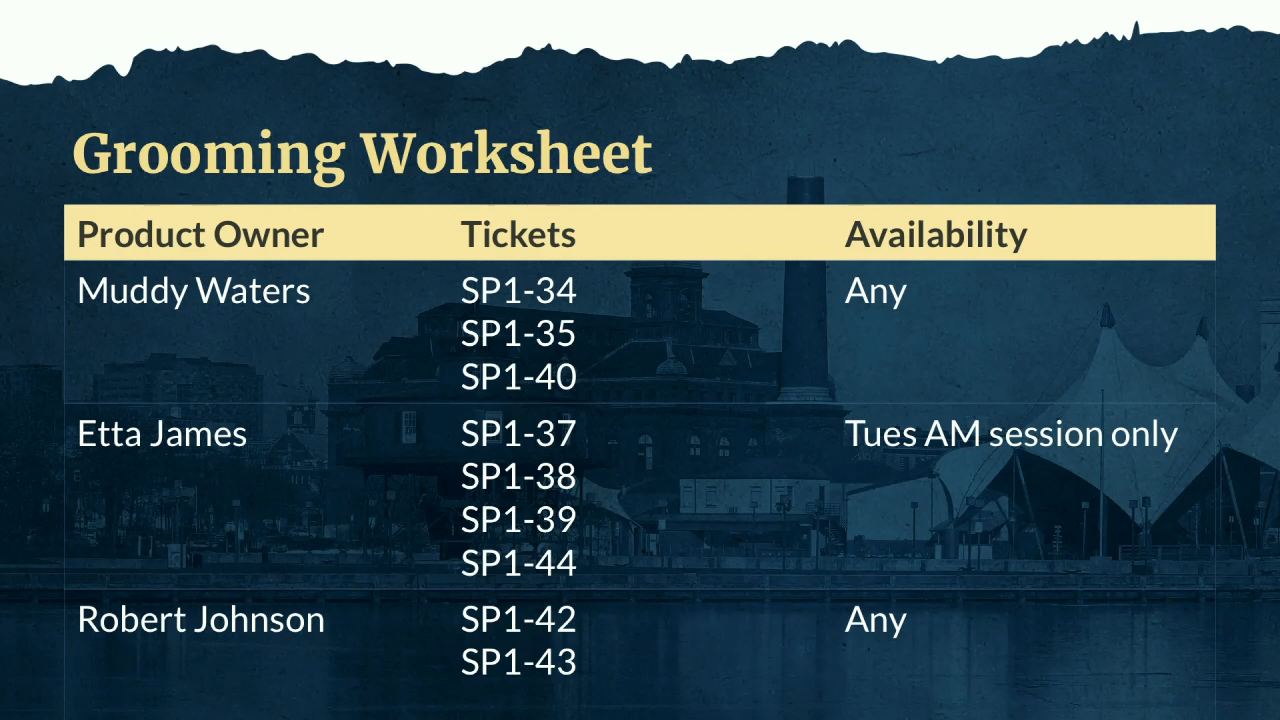 Grooming Worksheet
Product Owner Tickets Availability
Muddy Waters SP1-34 Any
SP1-35
SP1-40
Etta James SP1-37 Tues AM session only
SP1-38
SP1-39
SP1-44
Robert Johnson SP1-42 Any
SP1-43